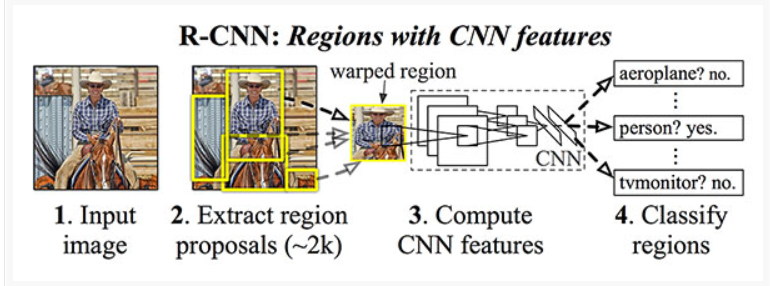 R-CNN: Regions with CNN features
warped region
aeroplane? no.
⋮
person? yes.
⋮
tvmonitor? no.
CNN
1. Input
image
2. Extract region
proposals (~2k)
3. Compute
CNN features
4. Classify
regions